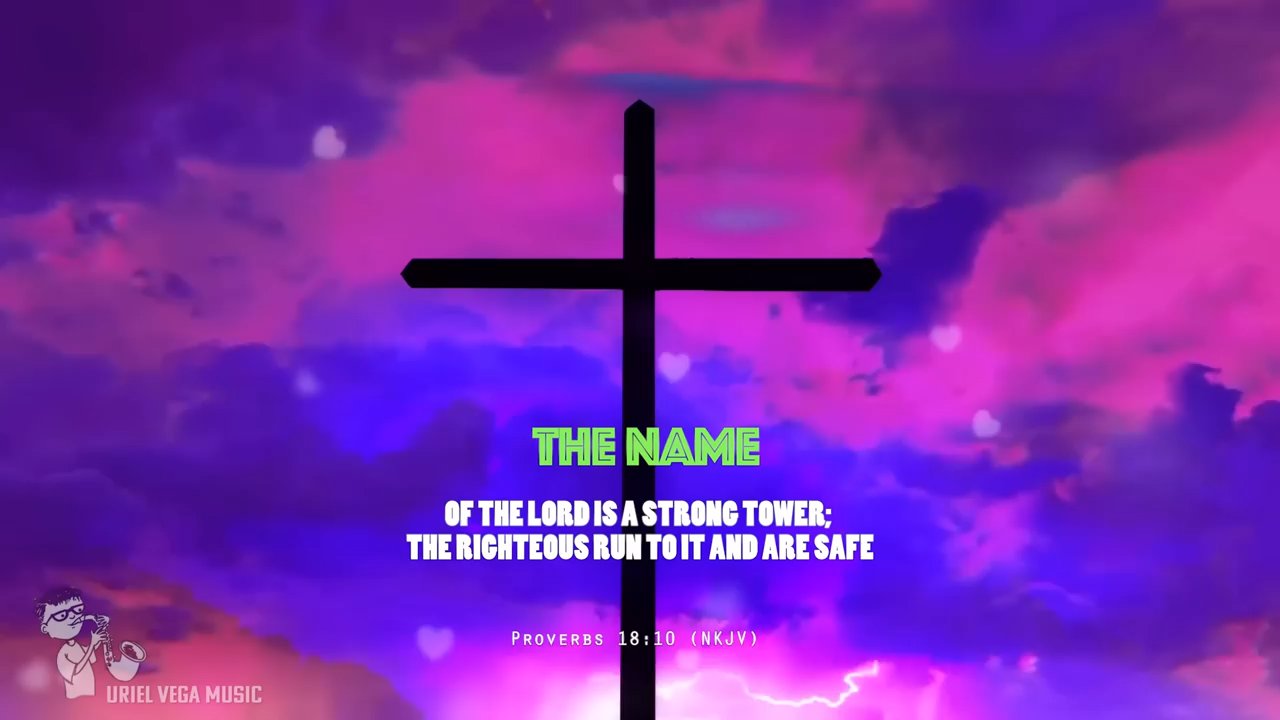 THE NAME
OF THE LORD IS A STRONG TOWER;
THE RIGHTEOUS RUN TO IT AND ARE SAFE
Proverbs 18:10 (NKJV)
URIEL VEGA MUSIC